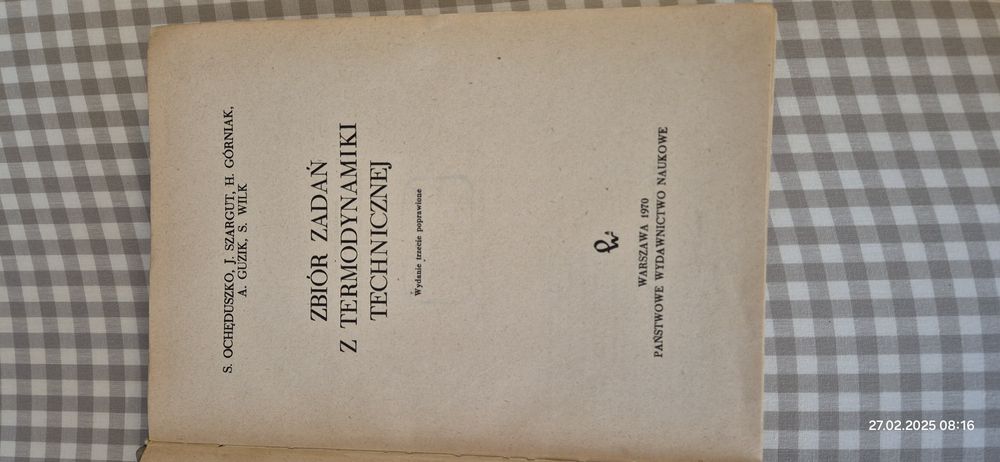 S. OCHĘDUSZKO, J. SZARGUT, H. GÓRNIAK,
A. GUZIK, S. WILK
ZBIÓR ZADAŃ
Z TERMODYNAMIKI
TECHNICZNEJ
Wydanie trzecie poprawione
WARSZAWA 1970
PAŃSTWOWE WYDAWNICTWO NAUKOWE
27.02.2025 08:16